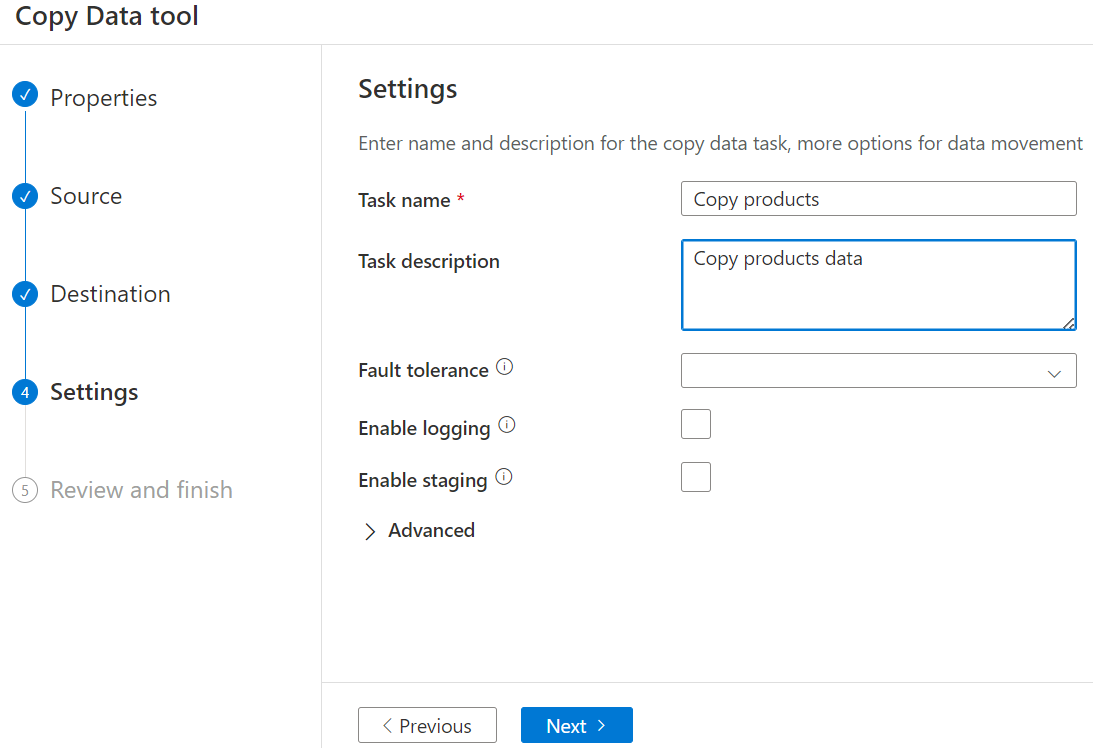 Copy Data tool
Properties
Source
Destination
4 Settings
5 Review and finish
Settings
Enter name and description for the copy data task, more options for data movement
Task name * Copy products
Task description Copy products data
Fault tolerance
Enable logging
Enable staging
Advanced
Previous Next